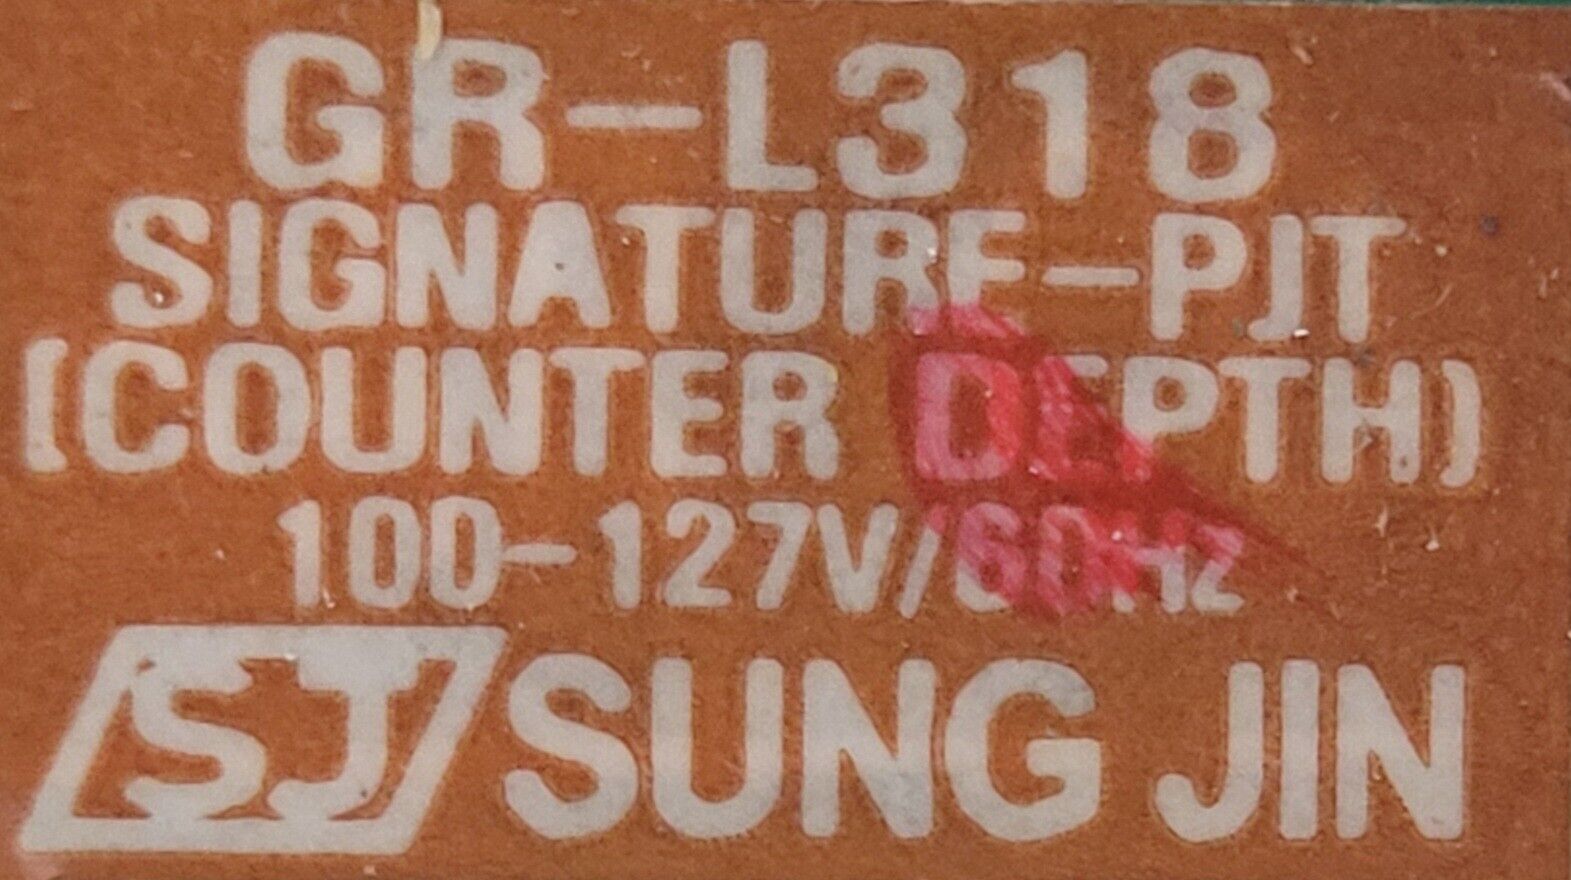 GR-L318
SIGNATURE-PJT
(COUNTER DEPTH)
100-127V/60Hz
SJ SUNG JIN